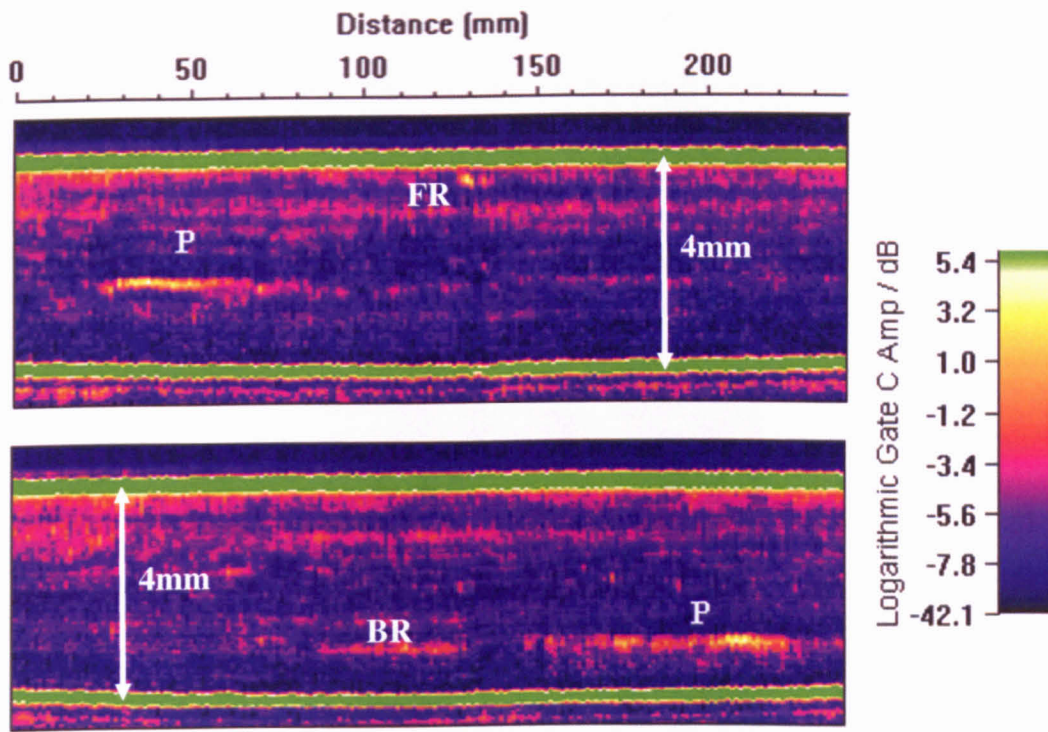 Distance (mm)
0 50 100 150 200
FR
P
4mm
4mm
BR
P
Logarithmic Gate C Amp / dB
5.4
3.2
1.0
-1.2
-3.4
-5.6
-7.8
-42.1